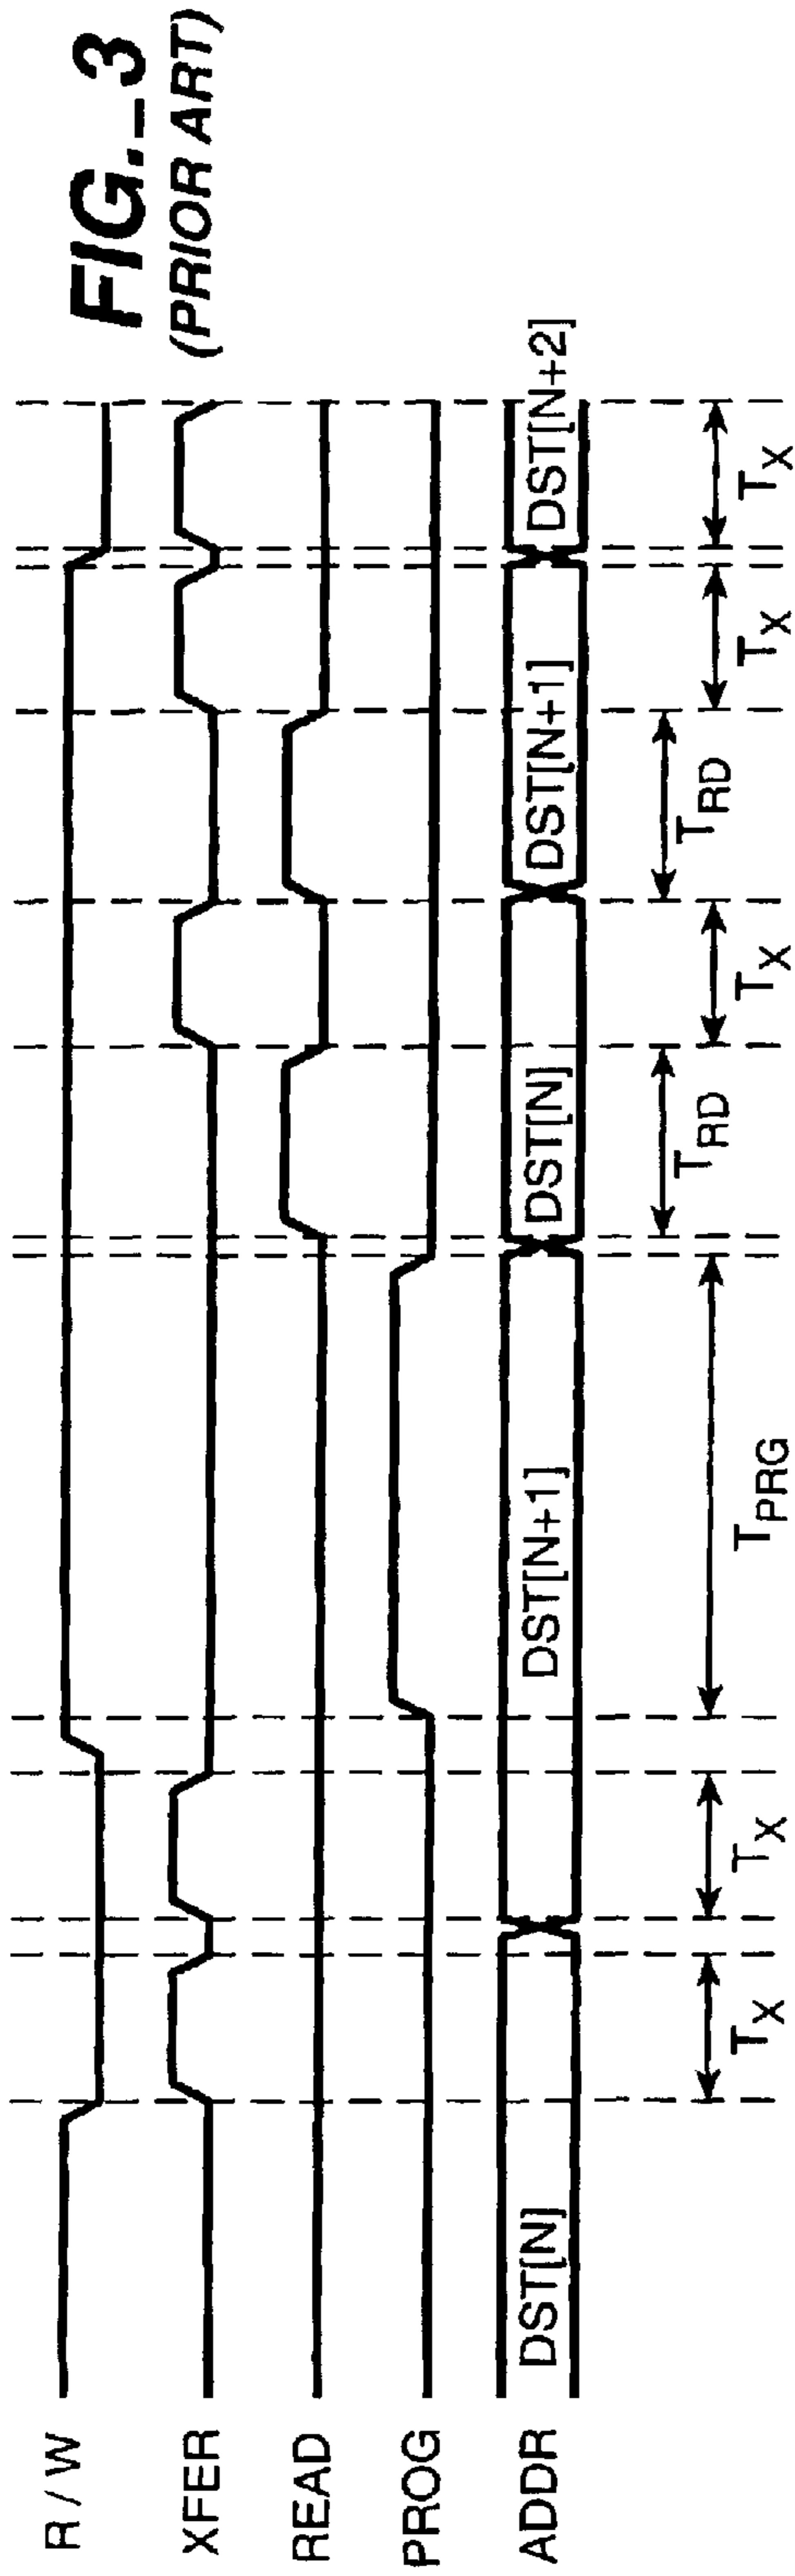 FIG._3
(PRIOR ART)
R / W
XFER
READ
PROG
ADDR
DST[N]
DST[N+1]
DST[N]
DST[N+1]
DST[N+2]
TX
TX
TPRG
TRD
TX
TRD
TX
TX